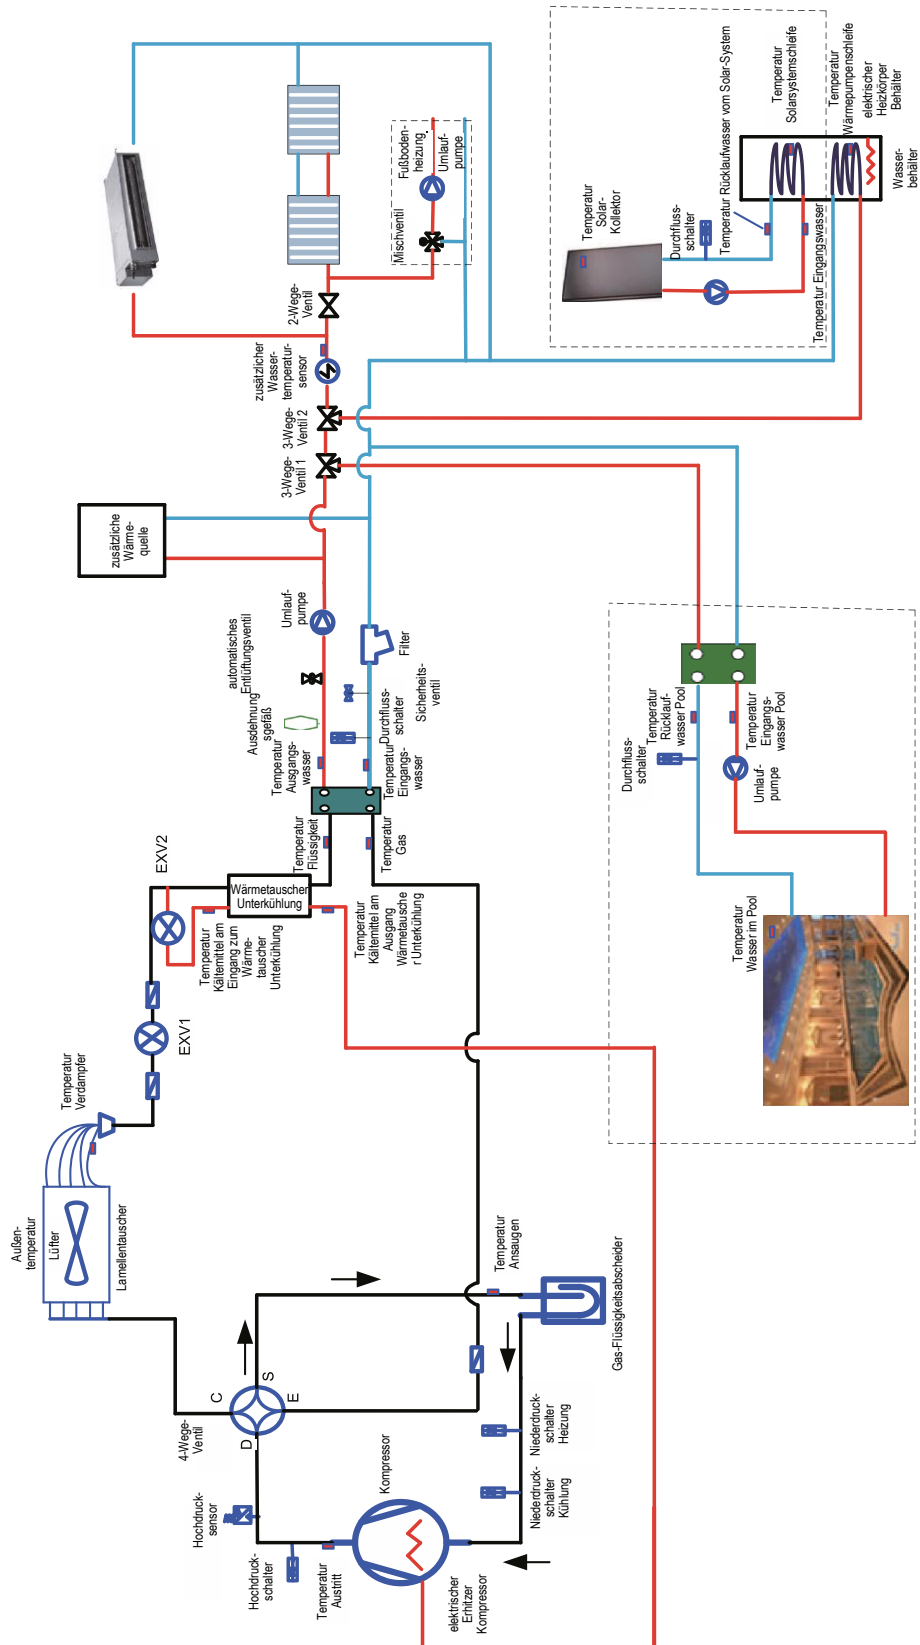 Außen-
temperatur
Lüfter
Lamellentauscher
Temperatur
Verdampfer
EXV1
EXV2
Temperatur
Kältemittel am
Eingang zum
Wärme-
tauscher
Unterkühlung
Wärmetauscher
Unterkühlung
Temperatur
Kältemittel am
Ausgang
Wärmetausche
r Unterkühlung
Temperatur
Flüssigkeit
Temperatur
Gas
4-Wege-
Ventil
C
S
E
D
Hochdruck-
sensor
Hochdruck-
schalter
Temperatur
Austritt
Kompressor
elektrischer
Erhitzer
Kompressor
Niederdruck-
schalter
Kühlung
Niederdruck-
schalter
Heizung
Temperatur
Ansaugen
Gas-Flüssigkeitsabscheider
Temperatur
Ausgangs-
wasser
Ausdehnung
sgefäß
automatisches
Entlüftungsventil
Umlauf-
pumpe
Temperatur
Eingangs-
wasser
Durchfluss-
schalter
Sicherheits-
ventil
Filter
zusätzliche
Wärme-
quelle
3-Wege-
Ventil 1
3-Wege-
Ventil 2
zusätzlicher
Wasser-
temperatur-
sensor
2-Wege-
Ventil
Mischventil
Fußboden-
heizung
Umlauf-
pumpe
Temperatur
Solar-
Kollektor
Durchfluss-
schalter
Temperatur Rücklaufwasser vom Solar-System
Temperatur
Solarsystemschleife
Temperatur Eingangswasser
Temperatur
Wärmepumpenschleife
elektrischer
Heizkörper
Behälter
Wasser-
behälter
Durchfluss-
schalter
Temperatur
Rücklauf-
wasser Pool
Temperatur
Eingangs-
wasser Pool
Umlauf-
pumpe
Temperatur
Wasser im Pool